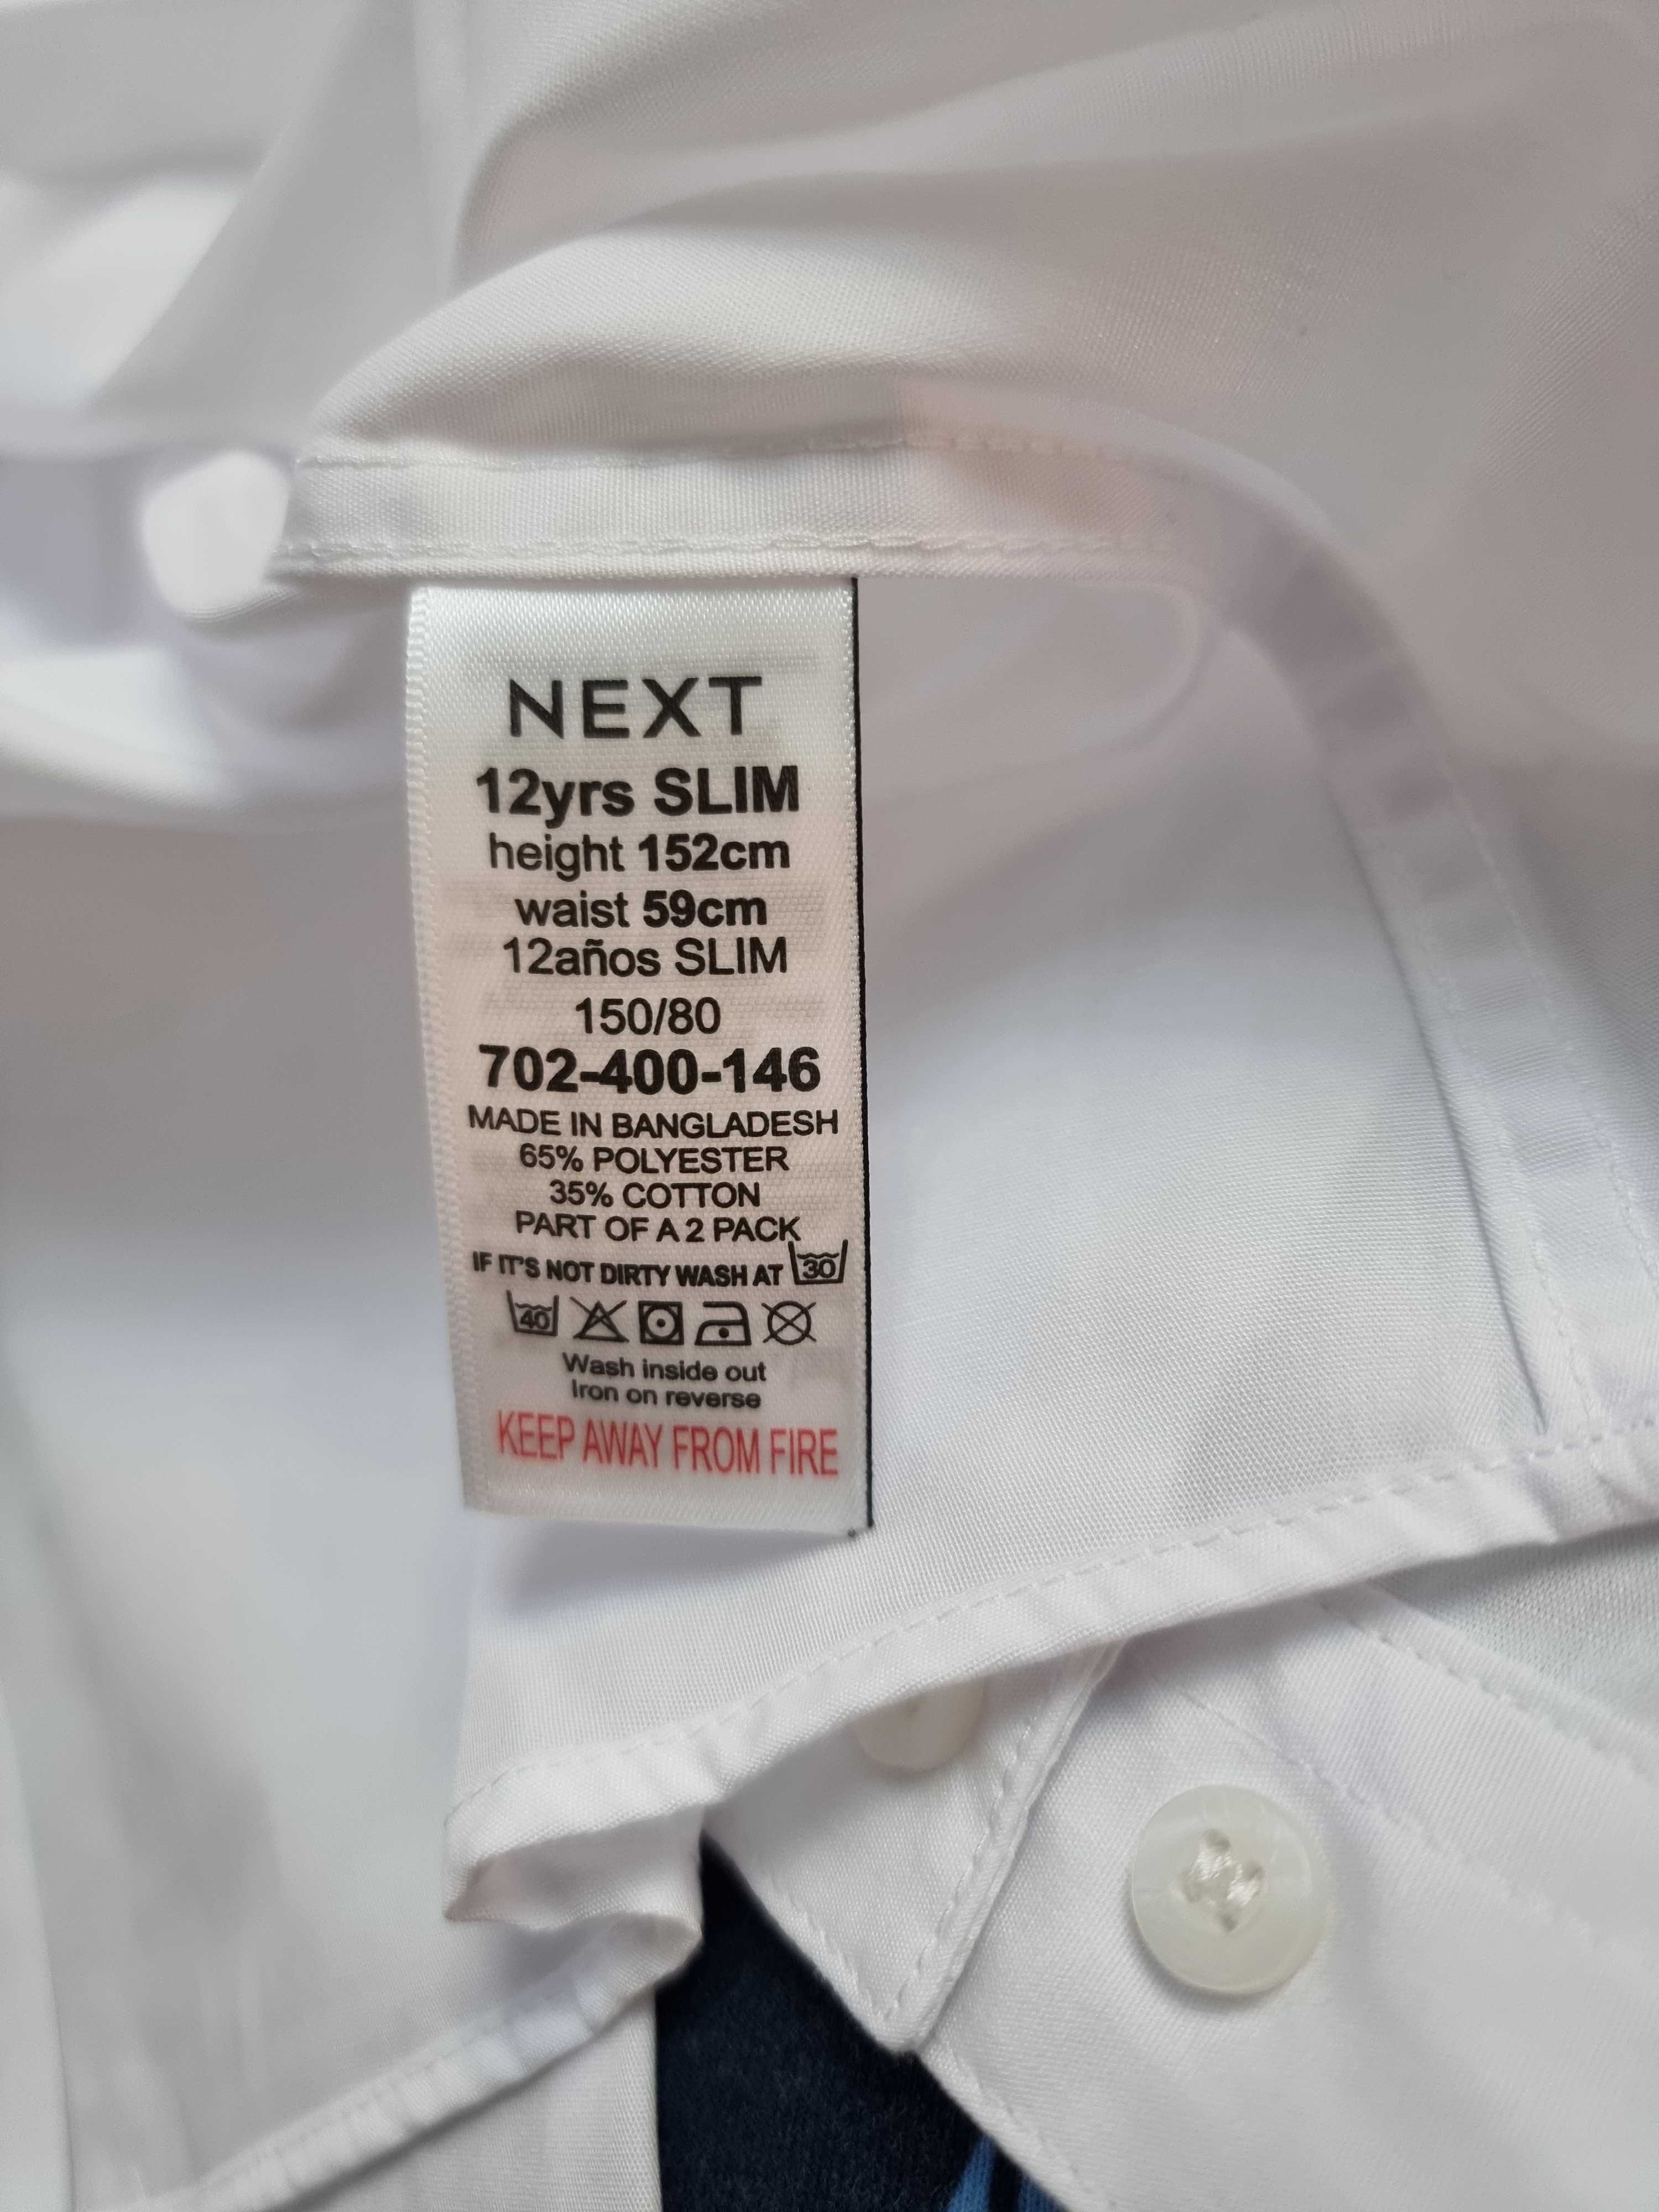 NEXT
12yrs SLIM
height 152cm
waist 59cm
12años SLIM
150/80
702-400-146
MADE IN BANGLADESH
65% POLYESTER
35% COTTON
PART OF A 2 PACK
IF IT'S NOT DIRTY WASH AT 30
40
Wash inside out
Iron on reverse
KEEP AWAY FROM FIRE